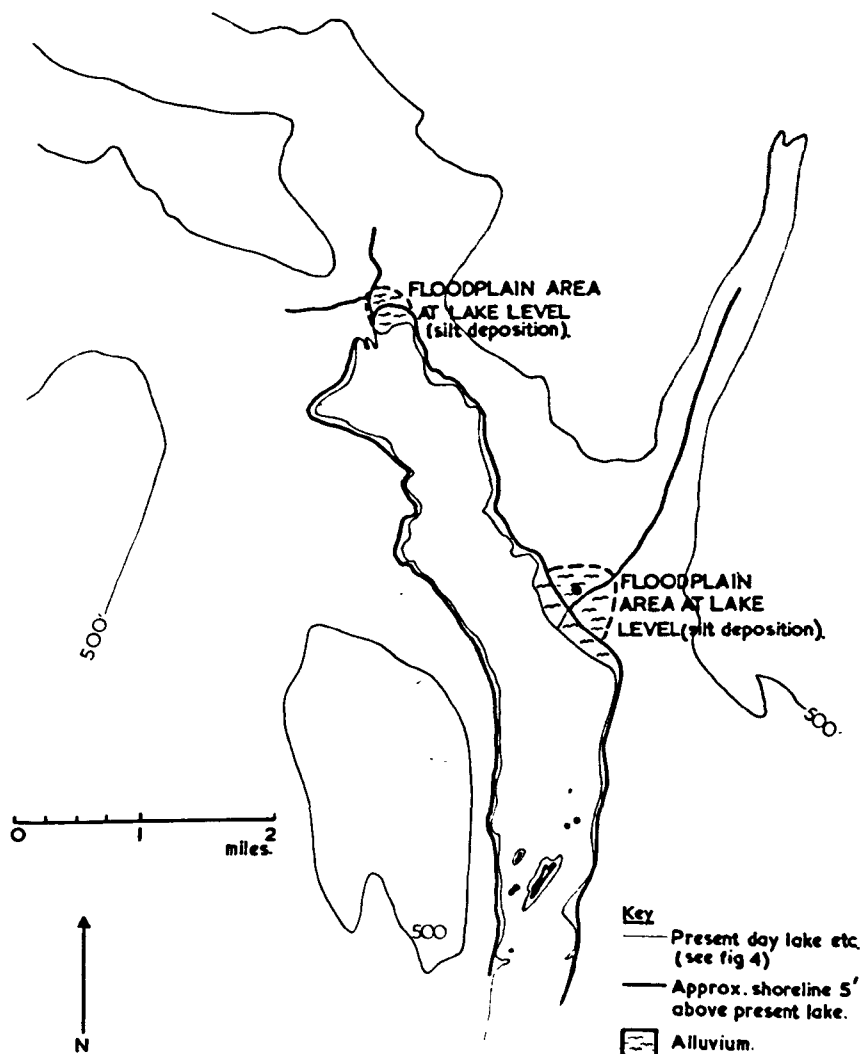 FLOODPLAIN AREA
AT LAKE LEVEL
(silt deposition).
FLOODPLAIN
AREA AT LAKE
LEVEL (silt deposition).
500
500
500
0 1 2
miles.
N
Key
Present day lake etc.
(see fig 4)
Approx. shoreline 5'
above present lake.
Alluvium.